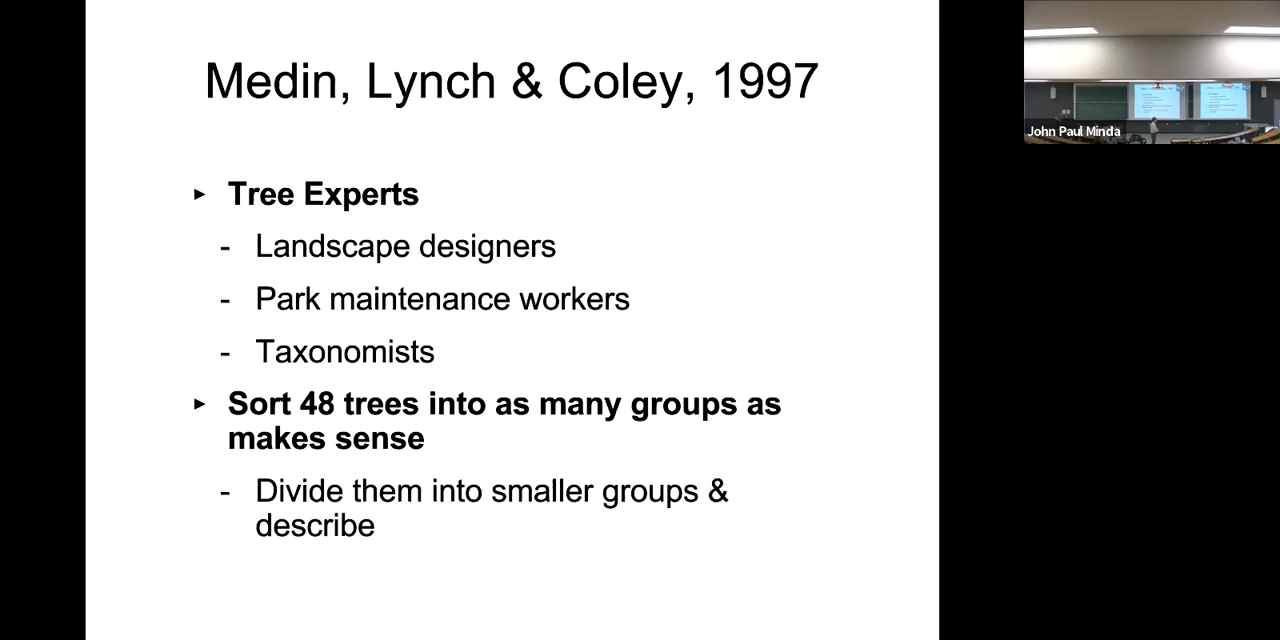 Medin, Lynch & Coley, 1997
▸ Tree Experts
- Landscape designers
- Park maintenance workers
- Taxonomists
▸ Sort 48 trees into as many groups as
makes sense
- Divide them into smaller groups &
describe
John Paul Minda